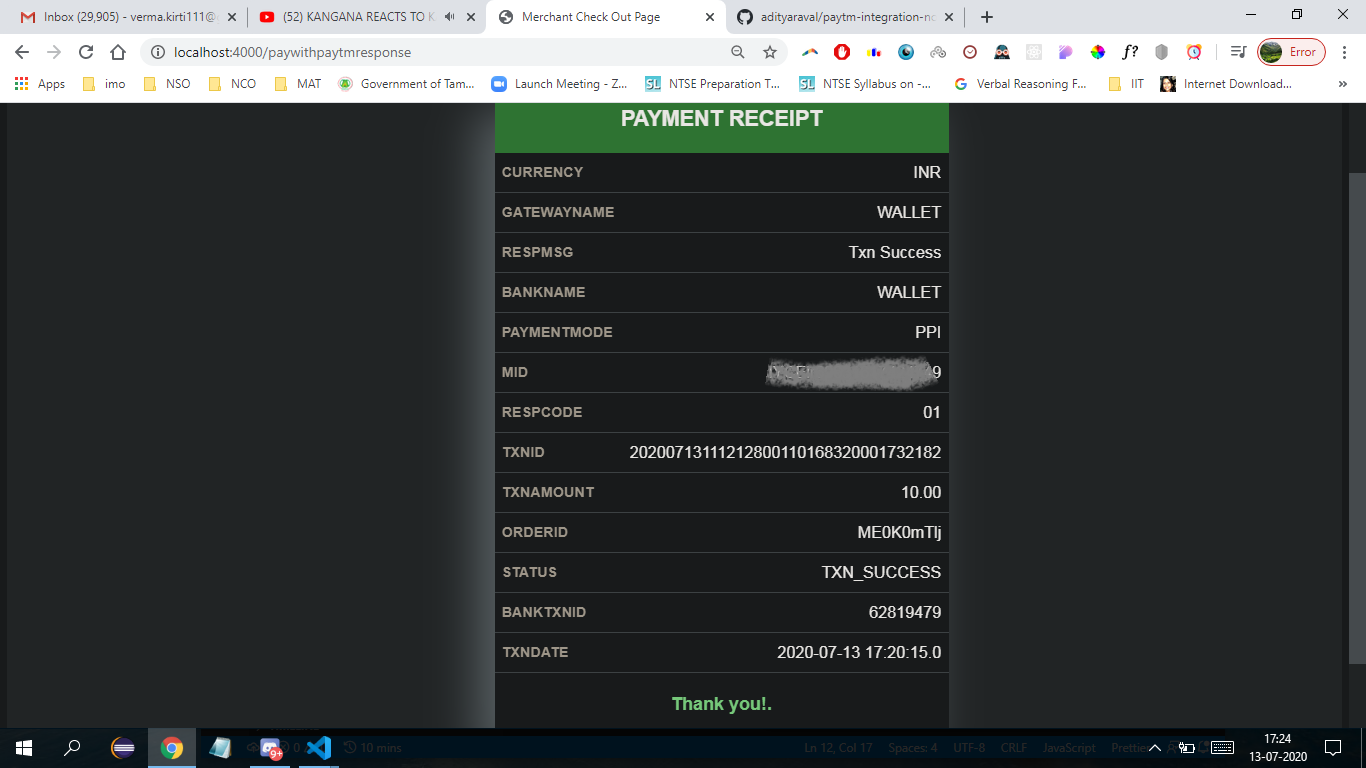 Inbox (29,905) - verma.kirti111@
(52) KANGANA REACTS TO K
Merchant Check Out Page
adityaraval/paytm-integration-no
localhost:4000/paywithpaytmresponse
f?
Error
Apps
imo
NSO
NCO
MAT
Government of Tam...
Launch Meeting - Z...
SL
NTSE Preparation T...
SL
NTSE Syllabus on -...
Verbal Reasoning F...
IIT
Internet Download...
PAYMENT RECEIPT
CURRENCY INR
GATEWAYNAME WALLET
RESPMSG Txn Success
BANKNAME WALLET
PAYMENTMODE PPI
MID 9
RESPCODE 01
TXNID 20200713111212800110168320001732182
TXNAMOUNT 10.00
ORDERID ME0K0mTlj
STATUS TXN_SUCCESS
BANKTXNID 62819479
TXNDATE 2020-07-13 17:20:15.0
Thank you!.
9+
0
10 mins
Ln 12, Col 17
Spaces: 4
UTF-8
CRLF
JavaScript
17:24
13-07-2020